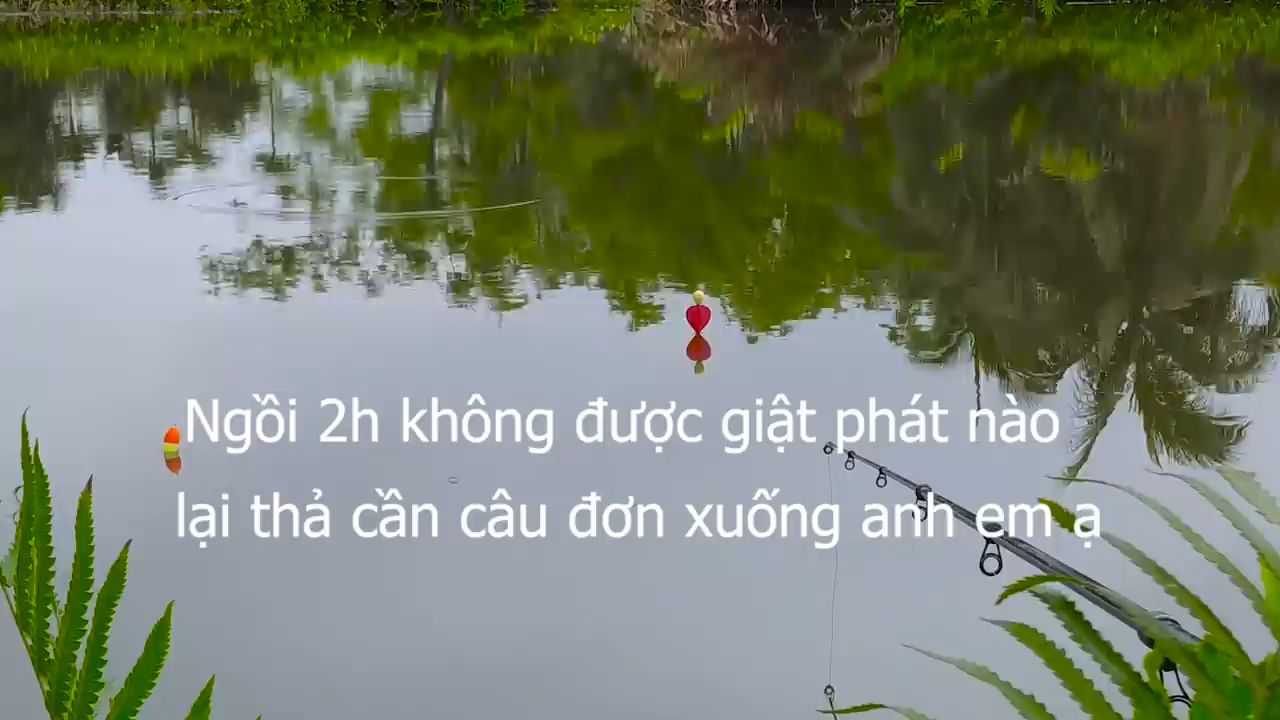 Ngồi 2h không được giật phát nào
lại thả cần câu đơn xuống anh em ạ